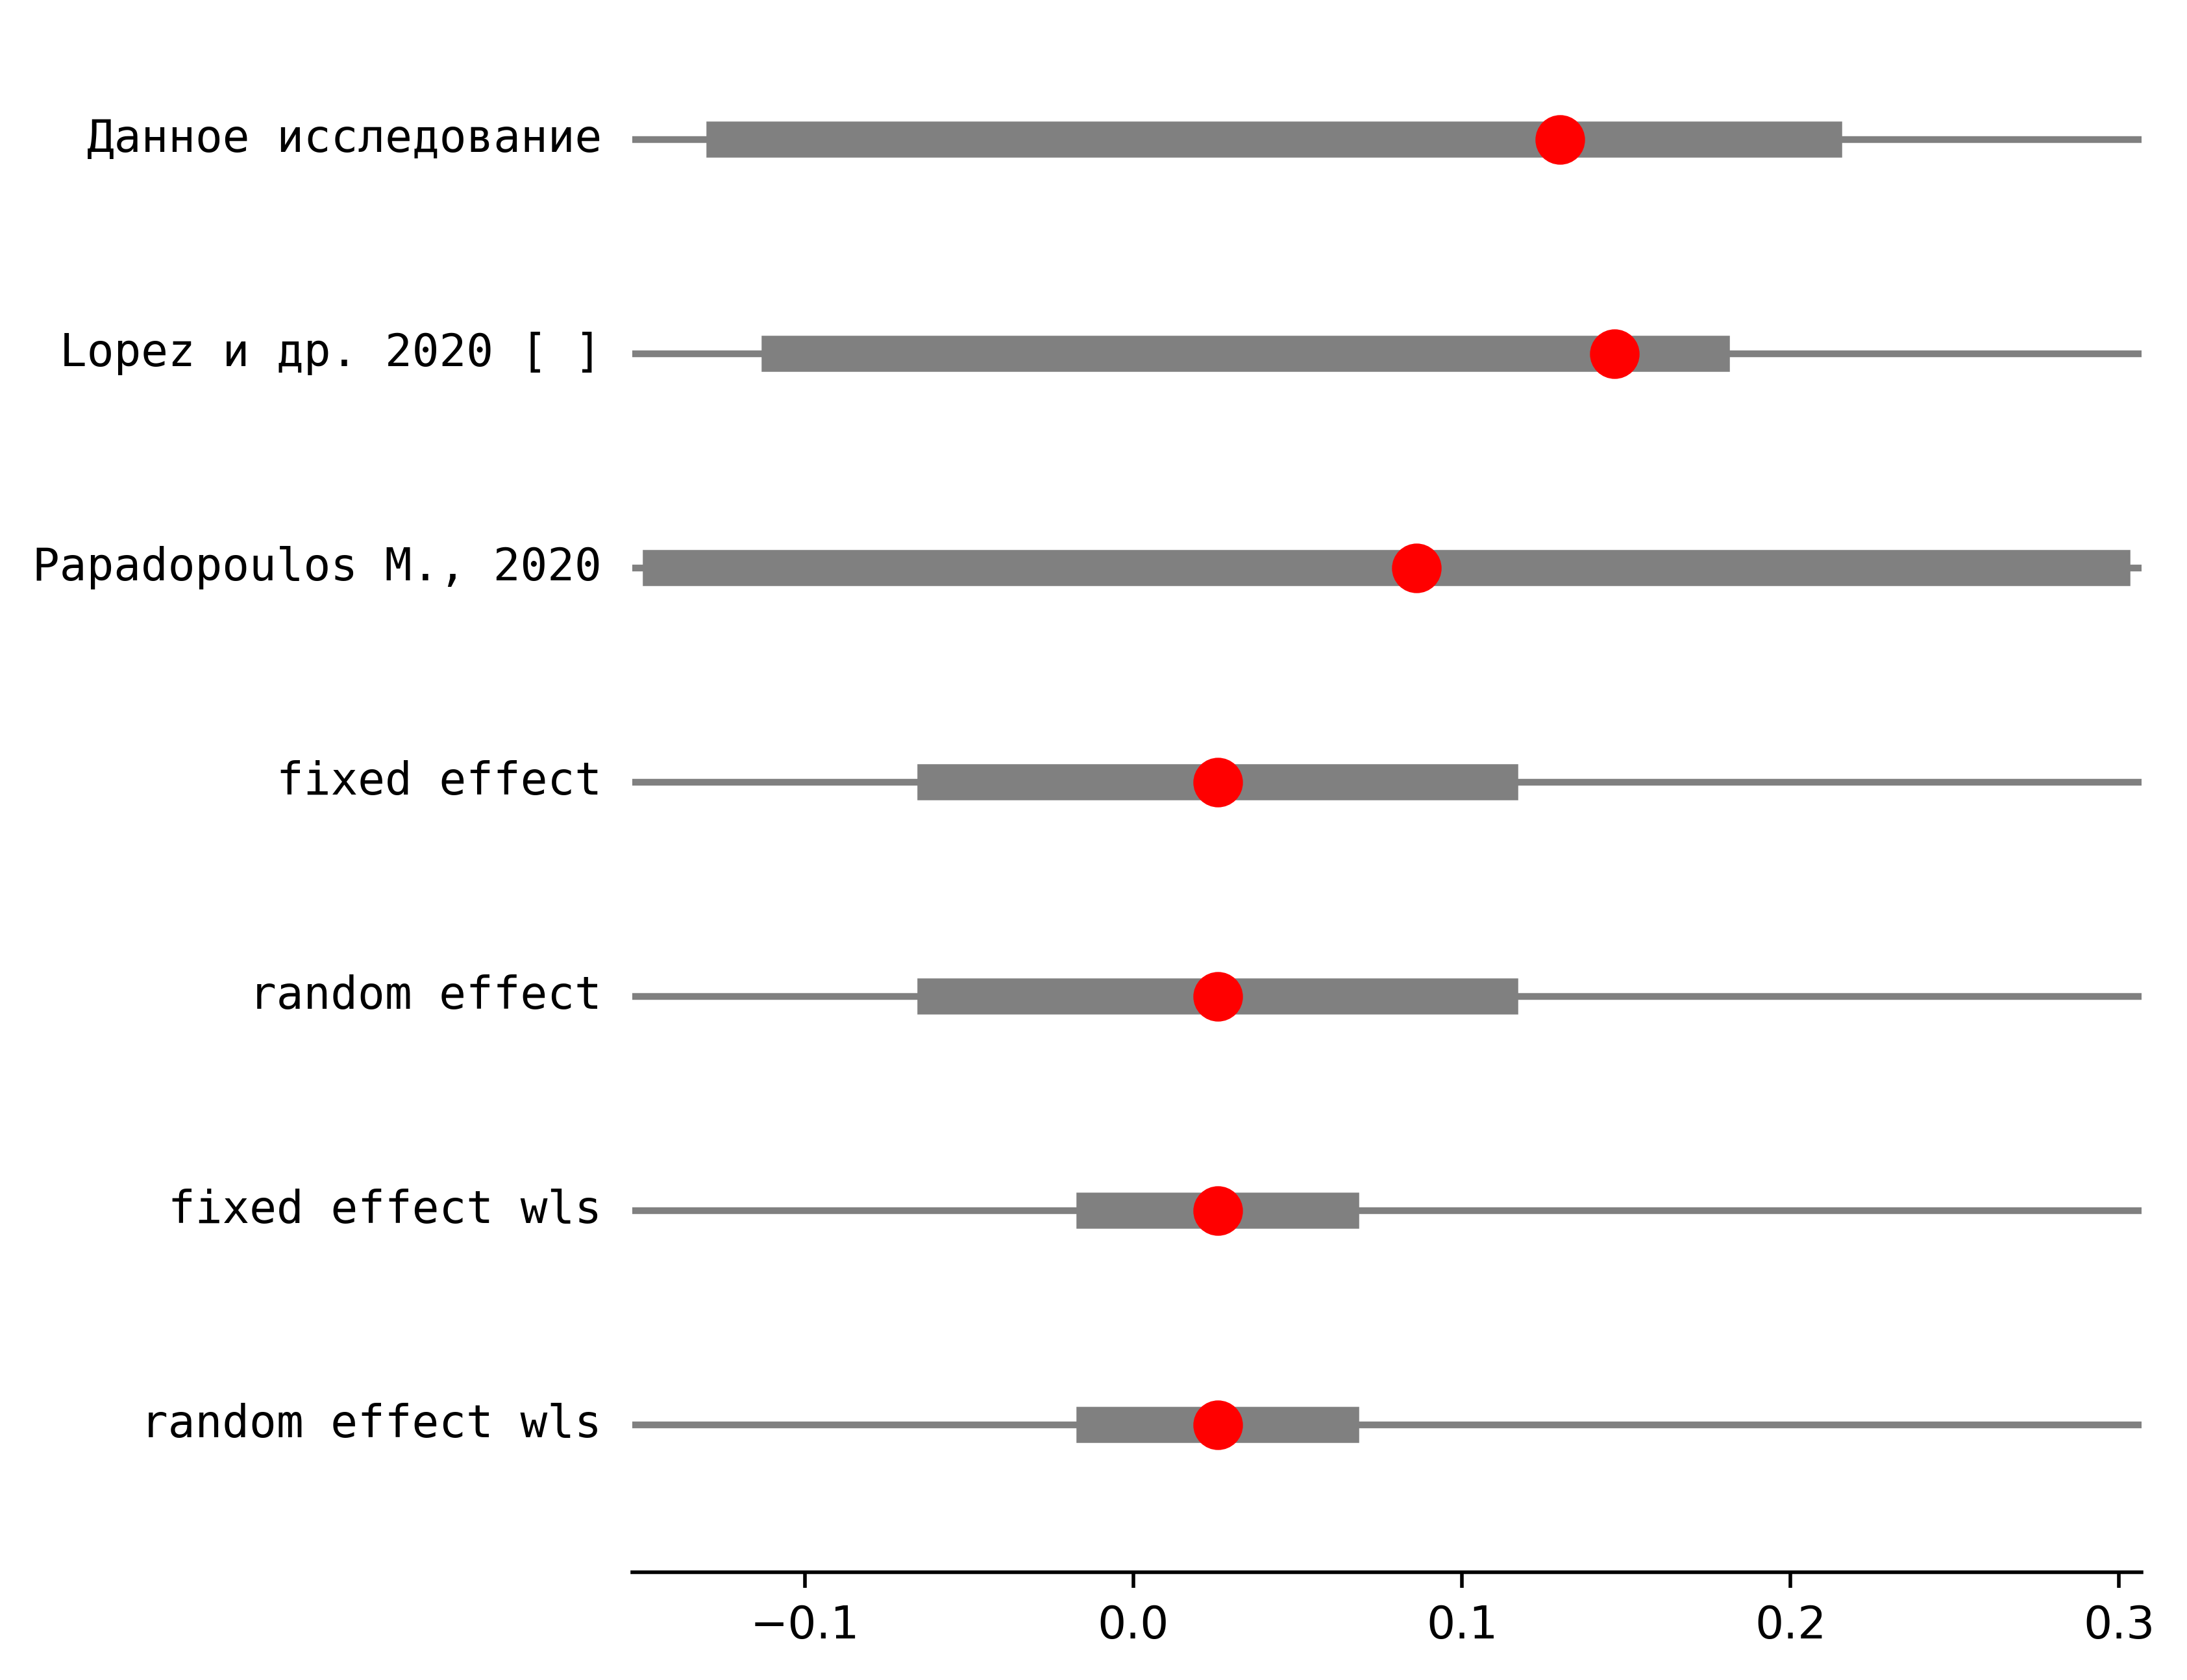 Данное исследование
Lopez и др. 2020 [ ]
Papadopoulos M., 2020
fixed effect
random effect
fixed effect wls
random effect wls
−0.1 0.0 0.1 0.2 0.3